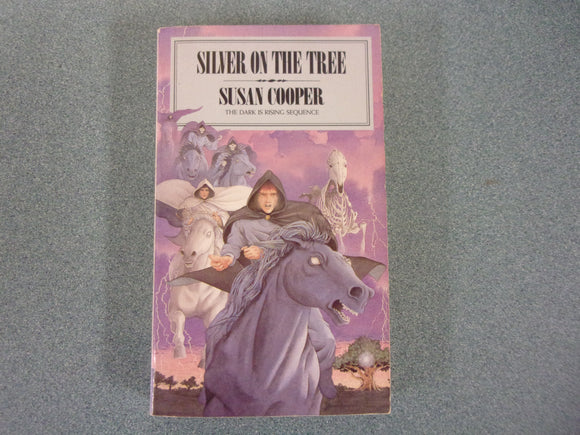 SILVER ON THE TREE
SUSAN COOPER
THE DARK IS RISING SEQUENCE